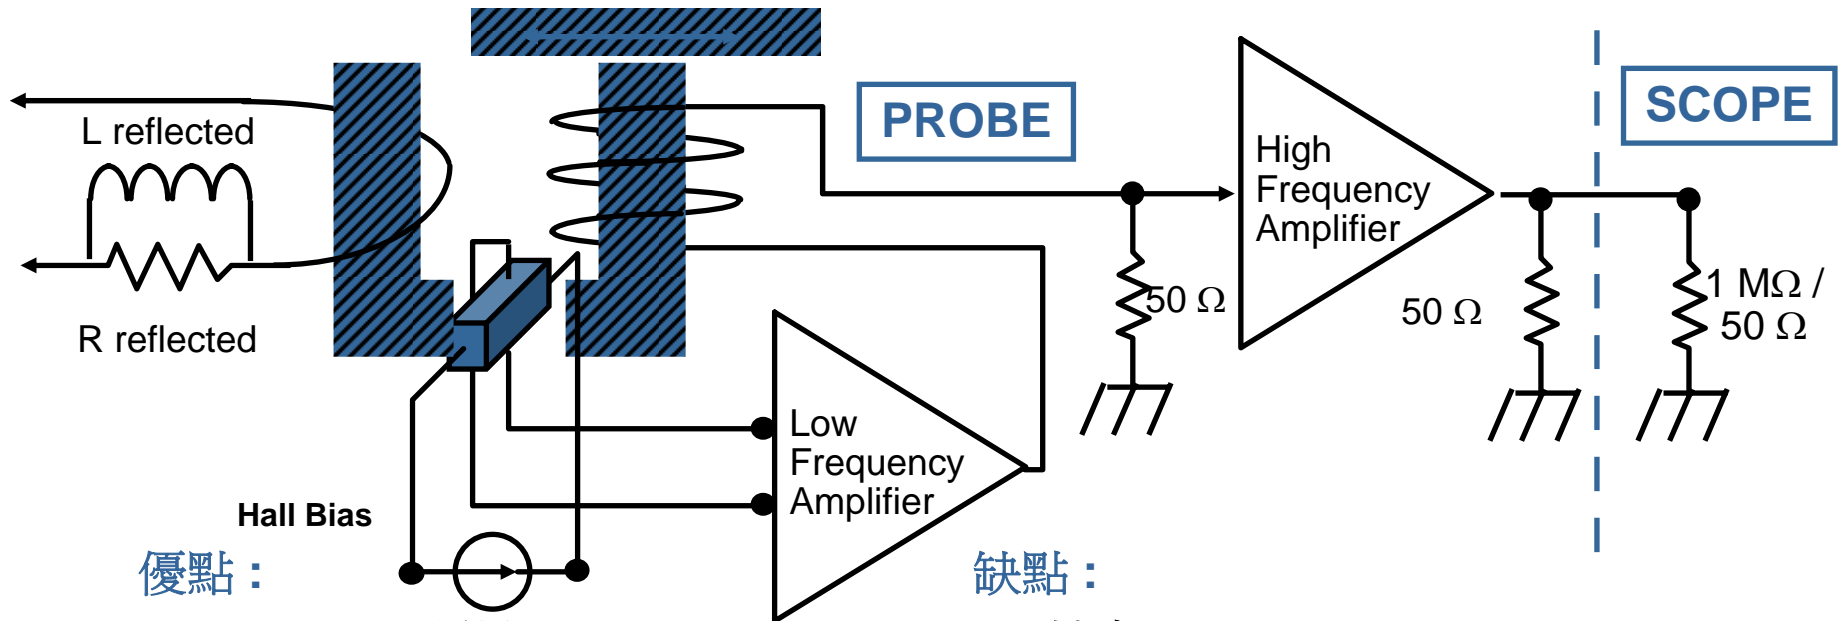 L reflected
R reflected
PROBE
SCOPE
High
Frequency
Amplifier
50 Ω
50 Ω
1 MΩ /
50 Ω
Low
Frequency
Amplifier
Hall Bias
優點：
缺點：